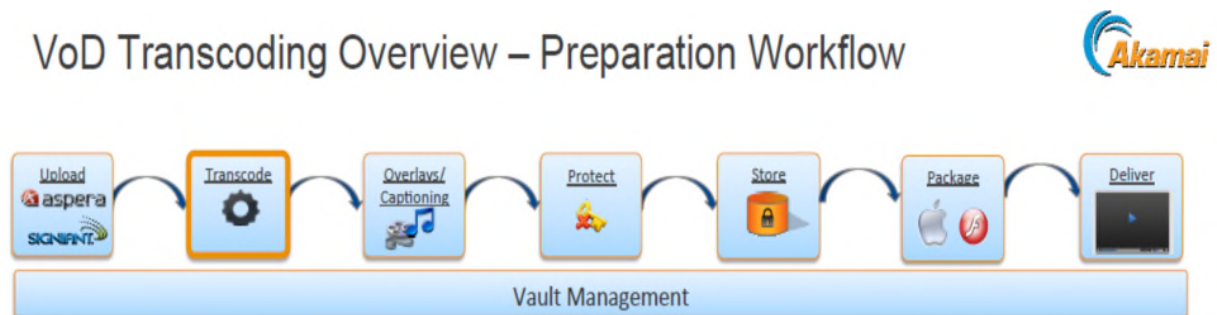 VoD Transcoding Overview – Preparation Workflow
Akamai
Upload
aspera
SIGNIANT
Transcode
Overlays/
Captioning
Protect
Store
Package
Deliver
Vault Management